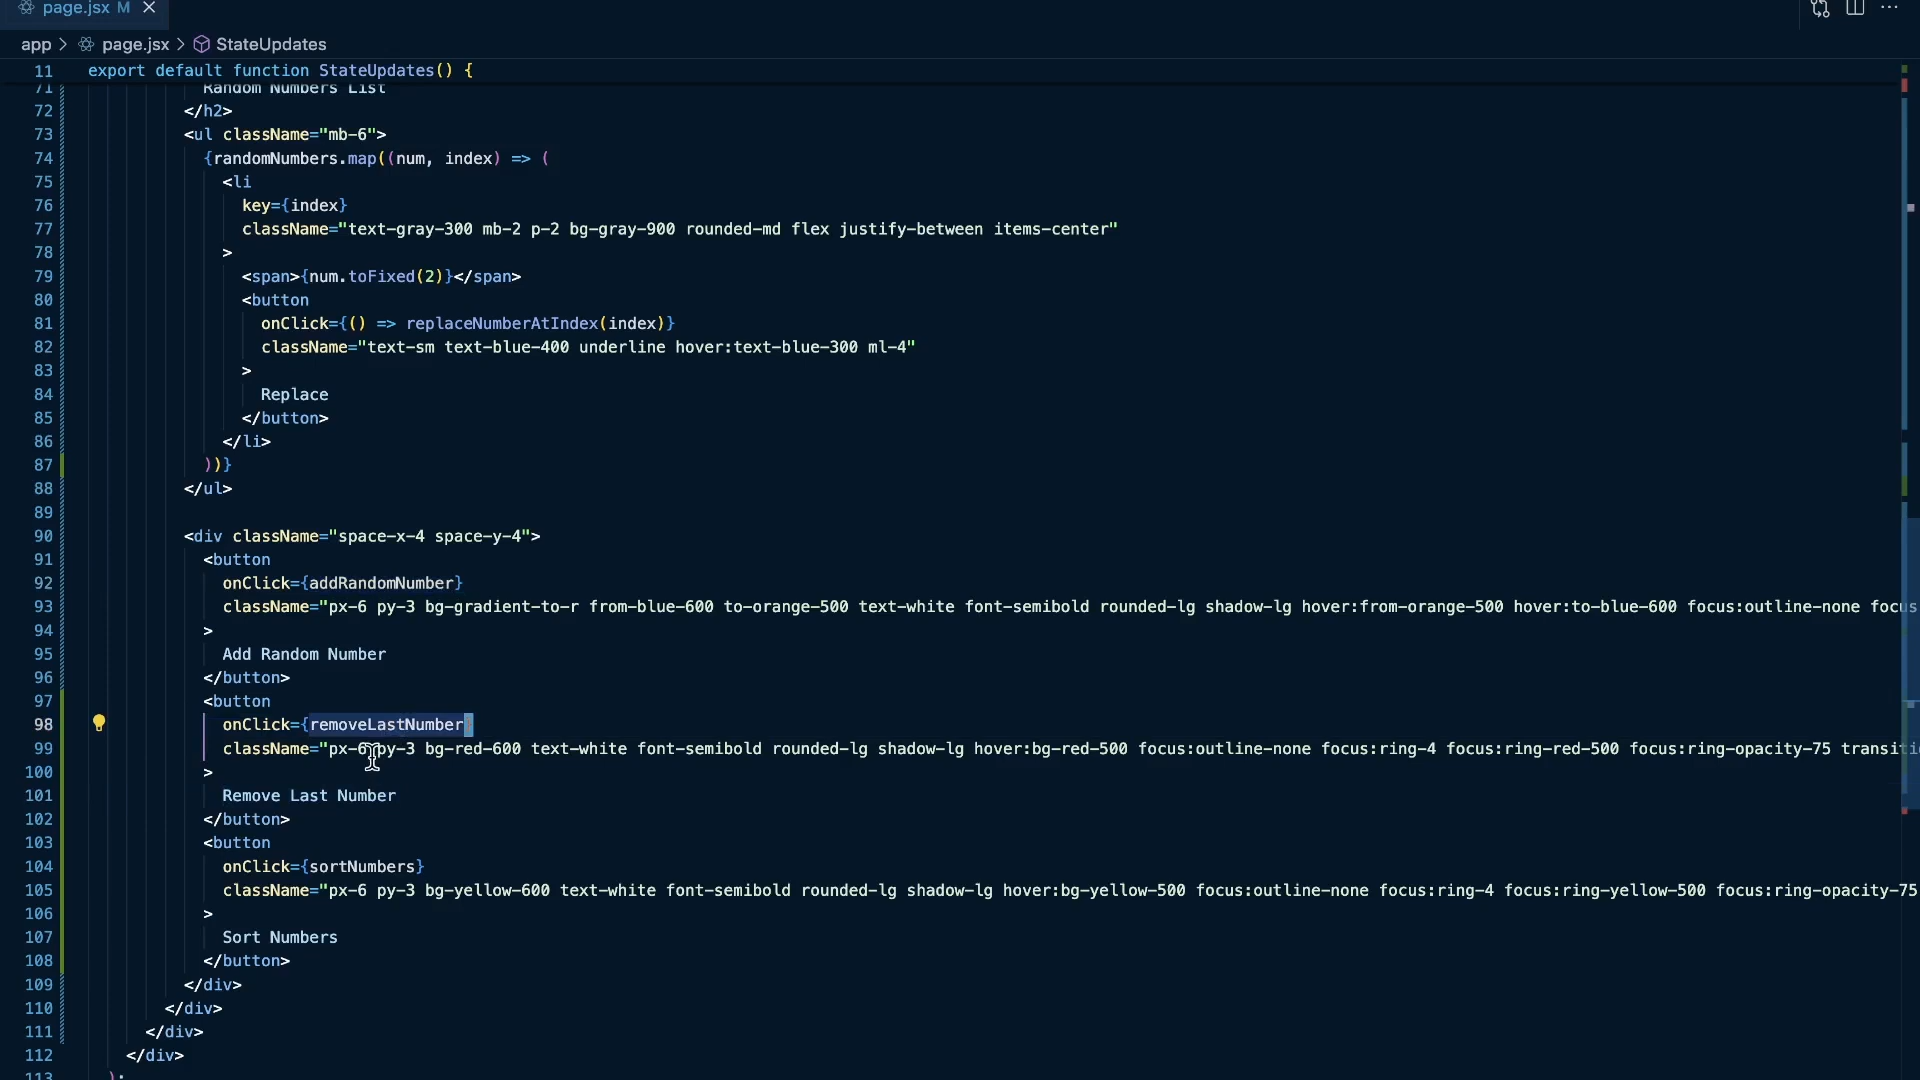 page.jsx M
app > page.jsx > StateUpdates
11 export default function StateUpdates() {
71 Random Numbers List
72 </h2>
73 <ul className="mb-6">
74 {randomNumbers.map((num, index) => (
75 <li
76 key={index}
77 className="text-gray-300 mb-2 p-2 bg-gray-900 rounded-md flex justify-between items-center"
78 >
79 <span>{num.toFixed(2)}</span>
80 <button
81 onClick={() => replaceNumberAtIndex(index)}
82 className="text-sm text-blue-400 underline hover:text-blue-300 ml-4"
83 >
84 Replace
85 </button>
86 </li>
87 ))}
88 </ul>
89
90 <div className="space-x-4 space-y-4">
91 <button
92 onClick={addRandomNumber}
93 className="px-6 py-3 bg-gradient-to-r from-blue-600 to-orange-500 text-white font-semibold rounded-lg shadow-lg hover:from-orange-500 hover:to-blue-600 focus:outline-none focus
94 >
95 Add Random Number
96 </button>
97 <button
98 onClick={removeLastNumber}
99 className="px-6 py-3 bg-red-600 text-white font-semibold rounded-lg shadow-lg hover:bg-red-500 focus:outline-none focus:ring-4 focus:ring-red-500 focus:ring-opacity-75 transiti
100 >
101 Remove Last Number
102 </button>
103 <button
104 onClick={sortNumbers}
105 className="px-6 py-3 bg-yellow-600 text-white font-semibold rounded-lg shadow-lg hover:bg-yellow-500 focus:outline-none focus:ring-4 focus:ring-yellow-500 focus:ring-opacity-75
106 >
107 Sort Numbers
108 </button>
109 </div>
110 </div>
111 </div>
112 </div>
113 );